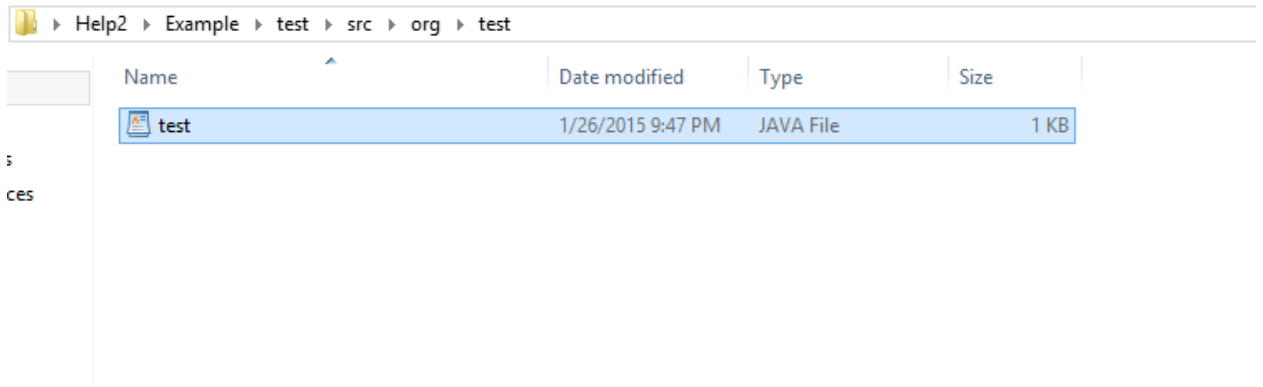 Help2 Example test src org test
Name Date modified Type Size
test 1/26/2015 9:47 PM JAVA File 1 KB
s
ces